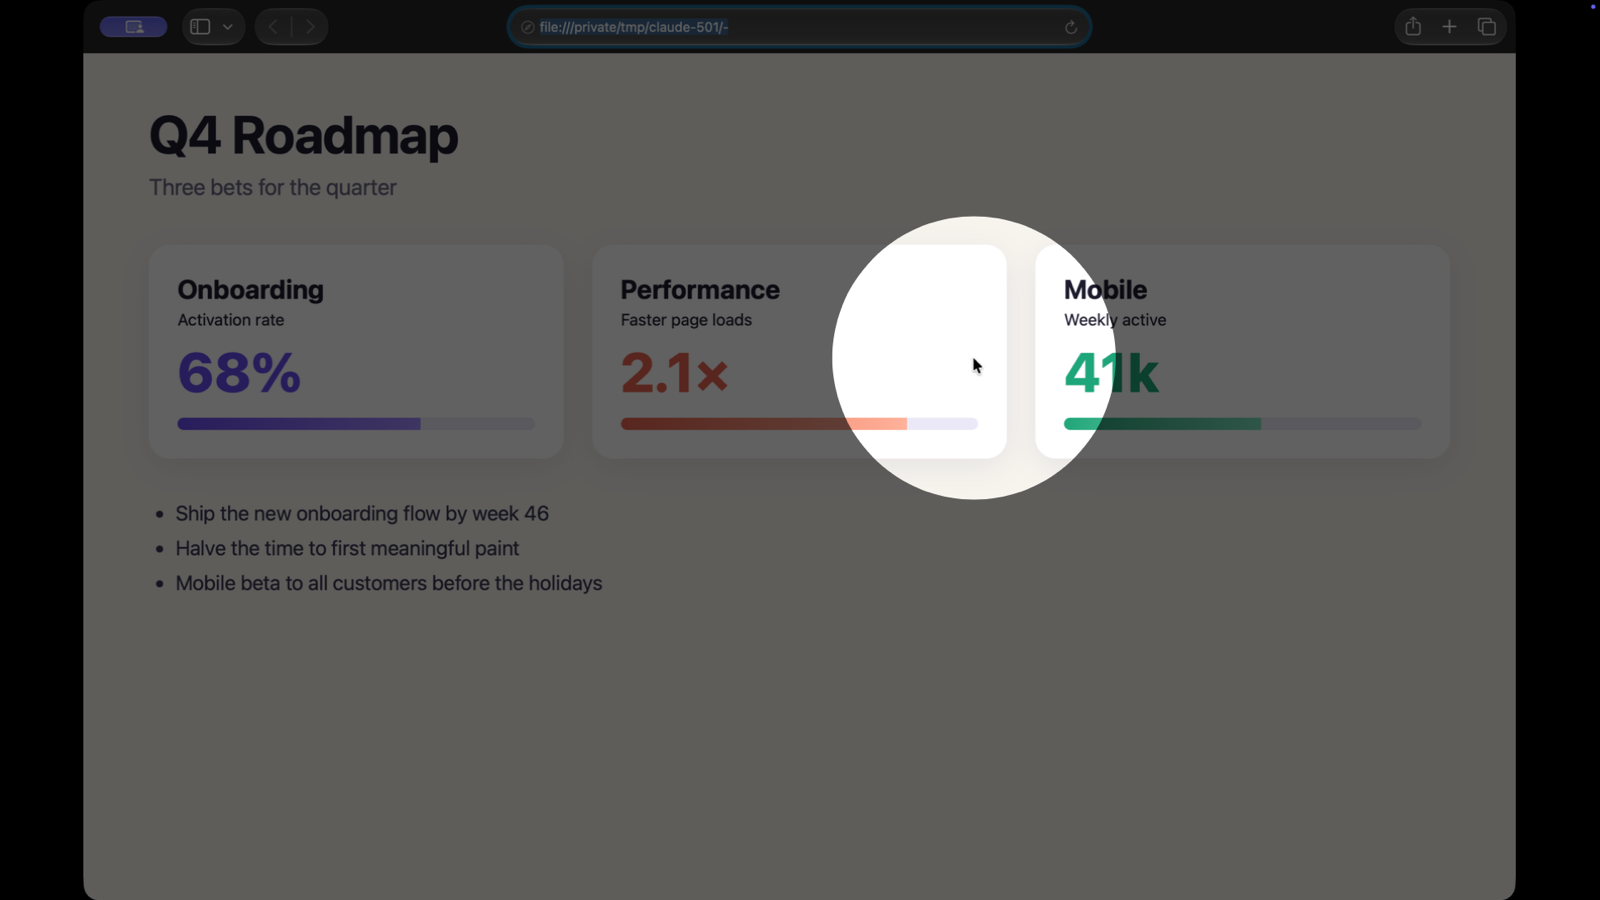 file:///private/tmp/claude-501/-
Q4 Roadmap
Three bets for the quarter
Onboarding
Activation rate
68%
Performance
Faster page loads
2.1×
Mobile
Weekly active
41k
Ship the new onboarding flow by week 46
Halve the time to first meaningful paint
Mobile beta to all customers before the holidays